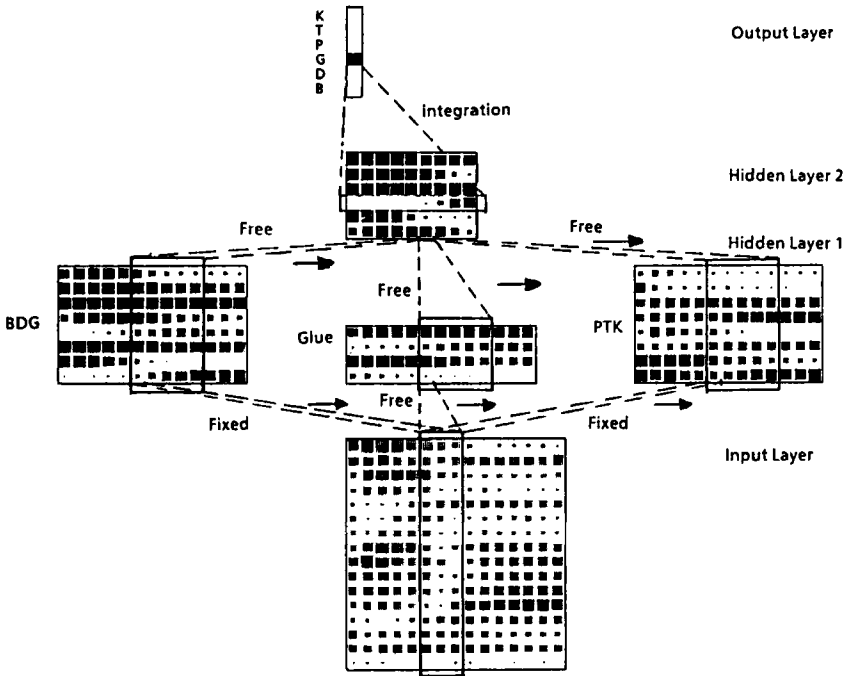 K
T
P
G
D
B
Output Layer
integration
Hidden Layer 2
Free
Free
Hidden Layer 1
Free
BDG
Glue
PTK
Free
Fixed
Fixed
Input Layer